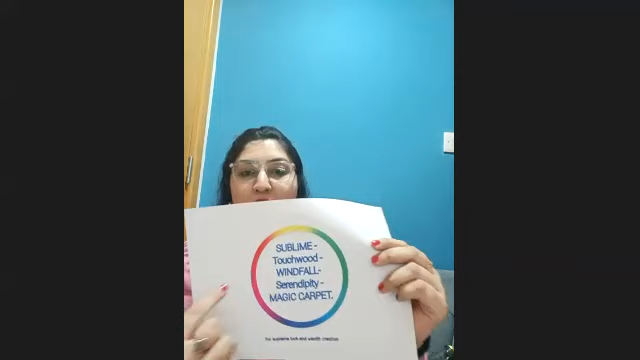 SUBLIME -
Touchwood -
WINDFALL-
Serendipity -
MAGIC CARPET.
for supreme luck and wealth creation